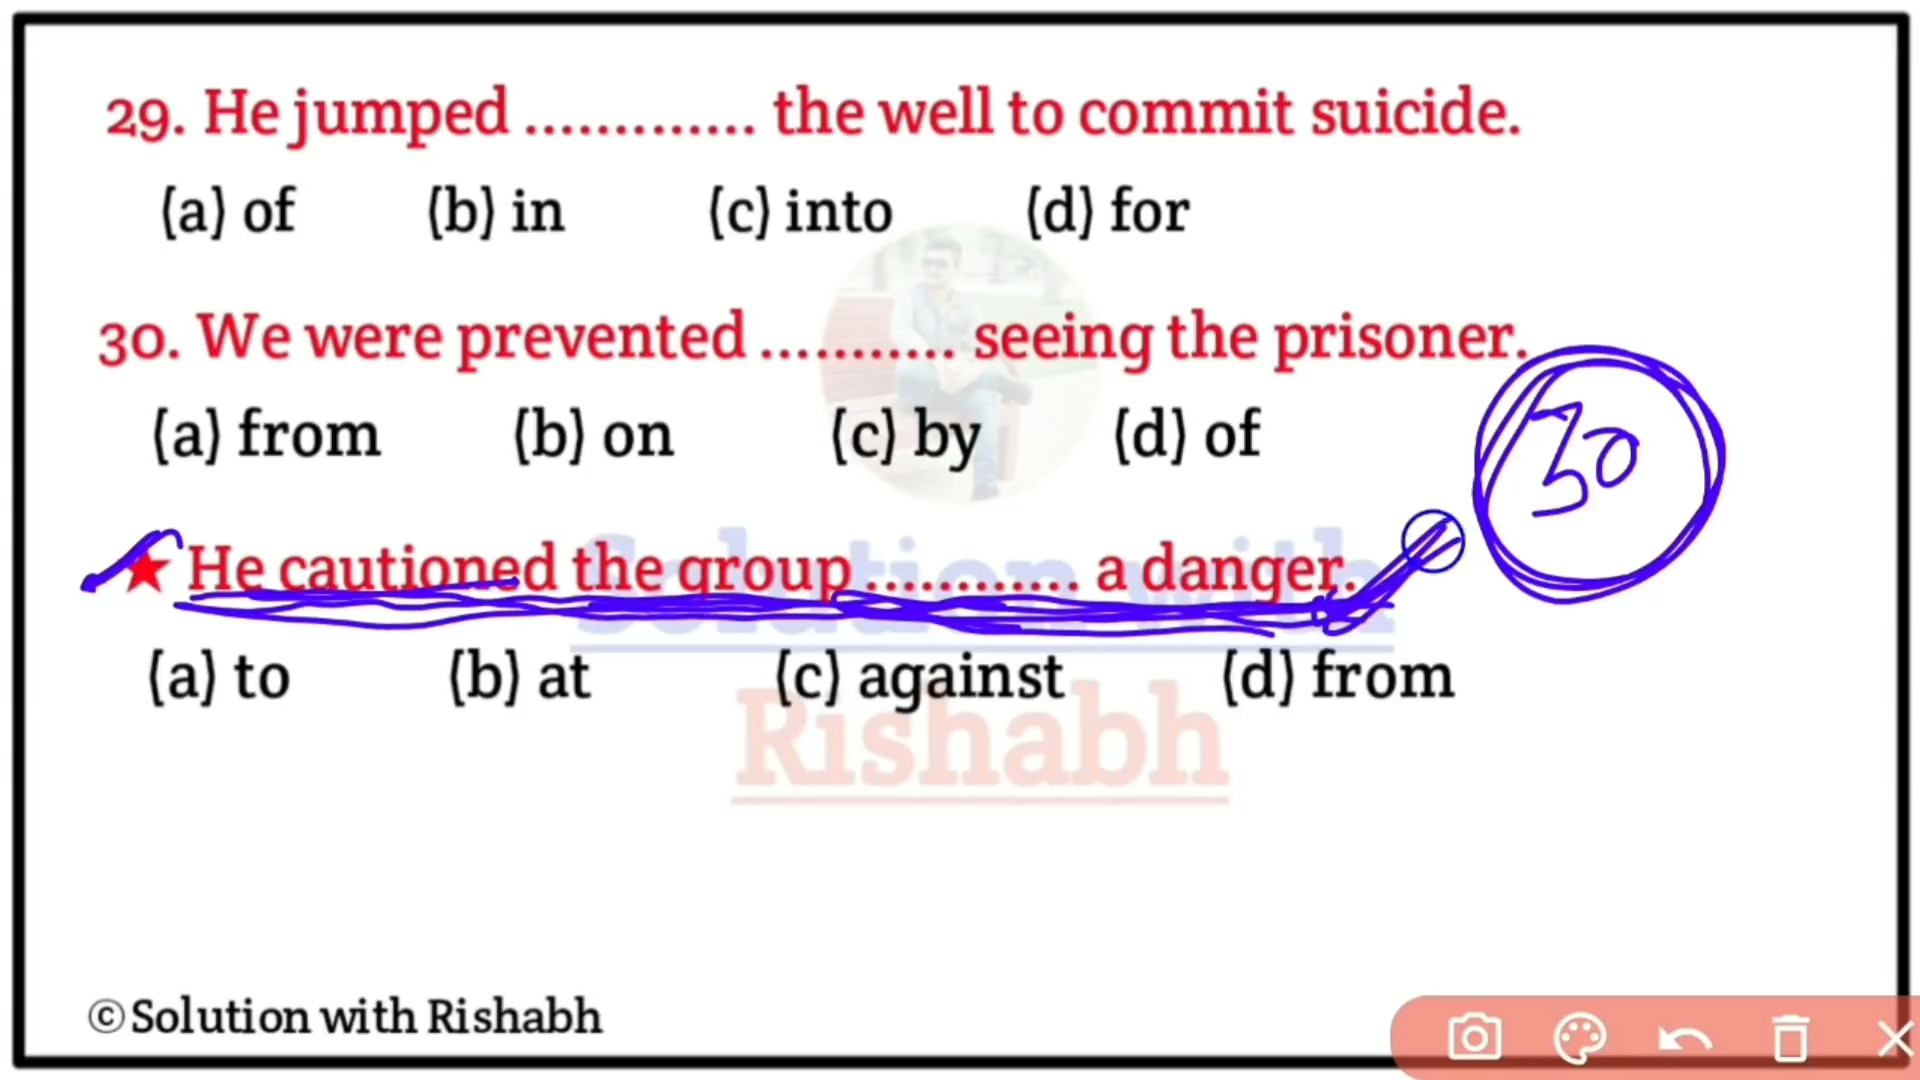 29. He jumped ............. the well to commit suicide.
(a) of (b) in (c) into (d) for
30. We were prevented ........... seeing the prisoner.
(a) from (b) on (c) by (d) of
30
★ He cautioned the group ............ a danger.
(a) to (b) at (c) against (d) from
Solution with
Rishabh
©Solution with Rishabh